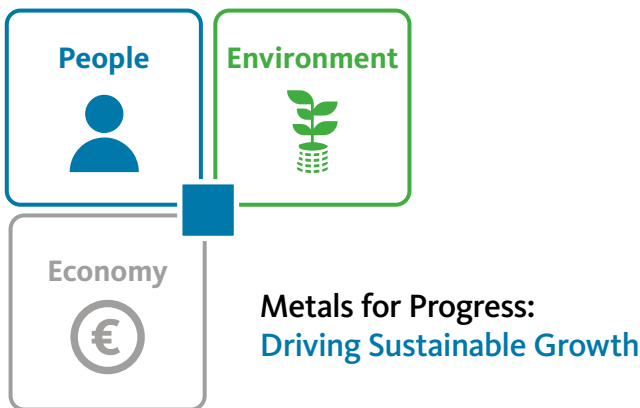 People
Environment
Economy
€
Metals for Progress:
Driving Sustainable Growth